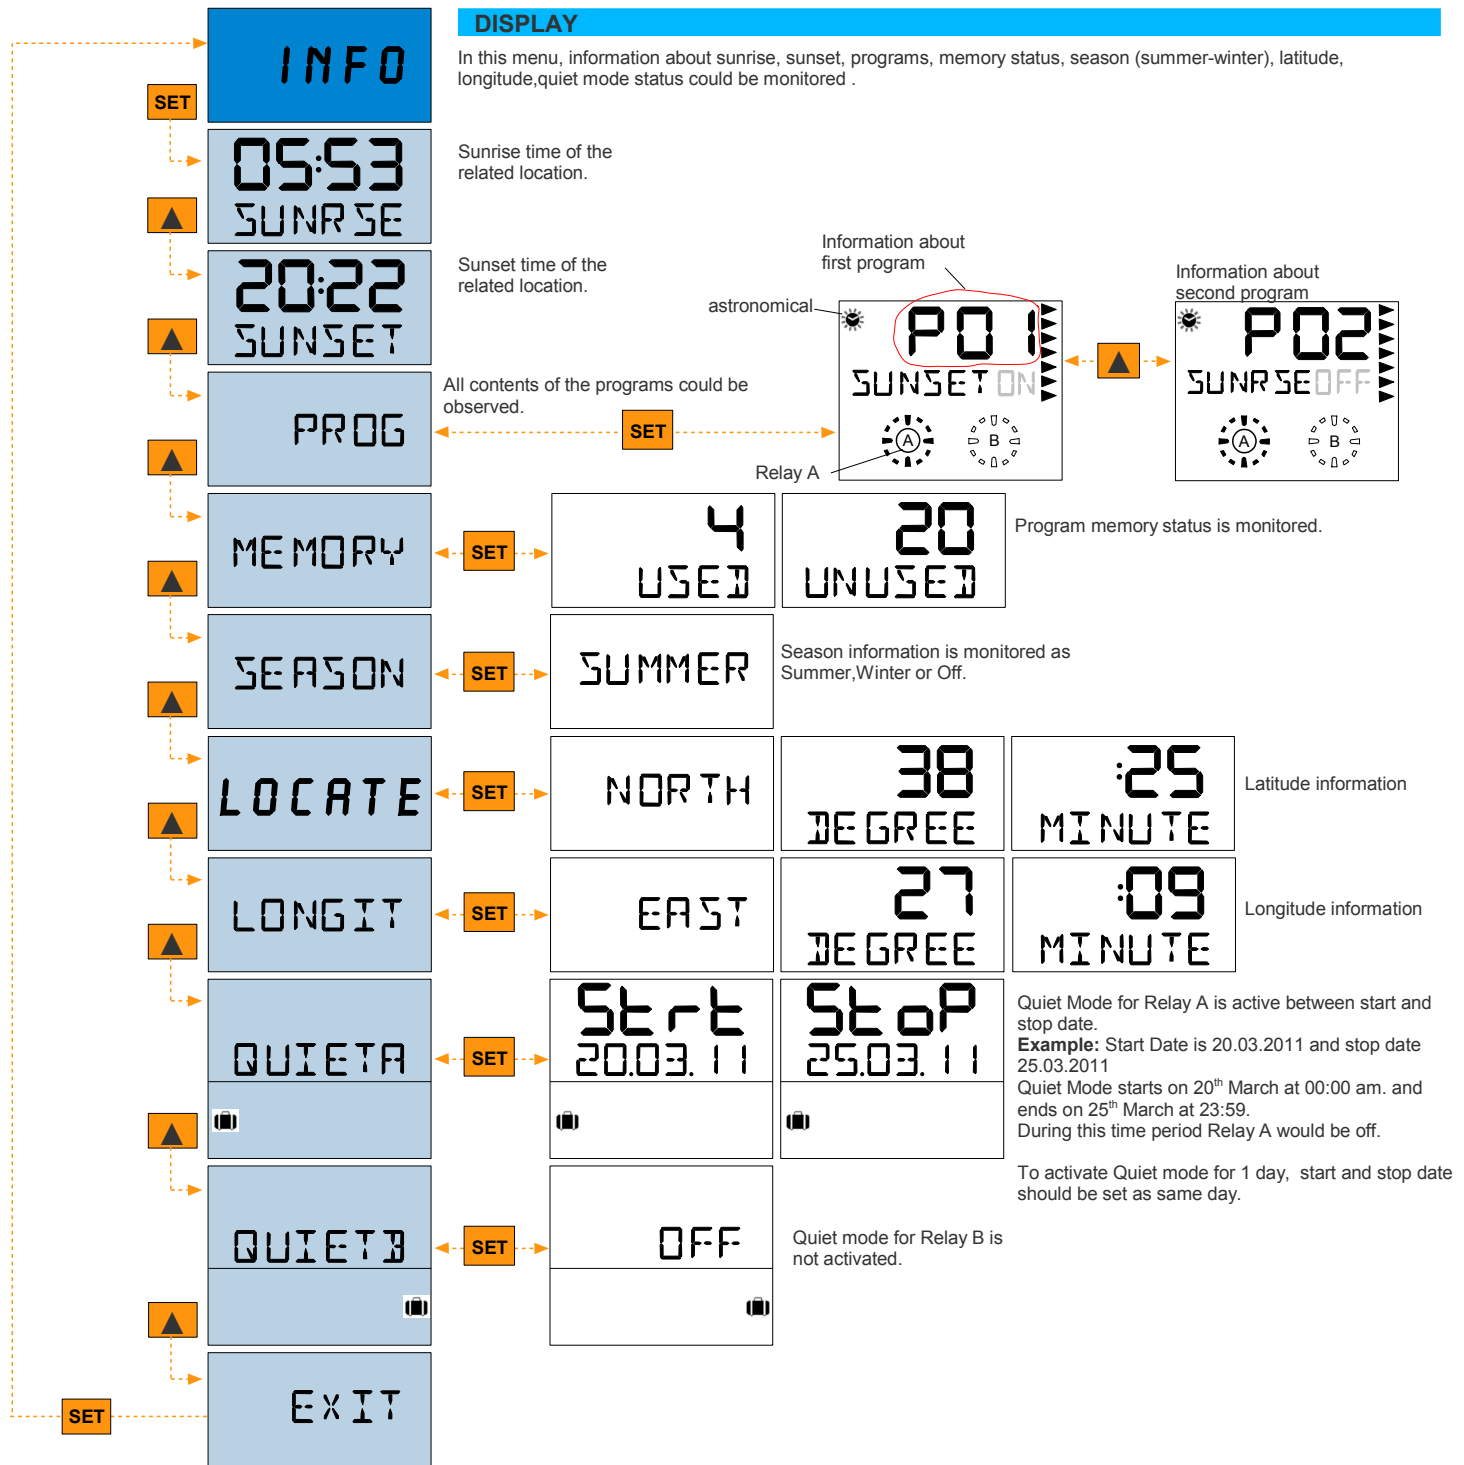 INFO
DISPLAY
In this menu, information about sunrise, sunset, programs, memory status, season (summer-winter), latitude,
longitude,quiet mode status could be monitored .
SET
05:53
SUNRSE
Sunrise time of the
related location.
▲
20:22
SUNSET
Sunset time of the
related location.
▲
PROG
All contents of the programs could be
observed.
SET
Information about
first program
astronomical
P01
SUNSET ON
A
B
Relay A
▲
Information about
second program
P02
SUNRSE OFF
A
B
▲
MEMORY
SET
4
USED
20
UNUSED
Program memory status is monitored.
▲
SEASON
SET
SUMMER
Season information is monitored as
Summer,Winter or Off.
▲
LOCATE
SET
NORTH
38
DEGREE
:25
MINUTE
Latitude information
▲
LONGIT
SET
EAST
27
DEGREE
:09
MINUTE
Longitude information
▲
QUIETA
SET
Strt
20.03.11
StoP
25.03.11
Quiet Mode for Relay A is active between start and
stop date.
Example: Start Date is 20.03.2011 and stop date
25.03.2011
Quiet Mode starts on 20th March at 00:00 am. and
ends on 25th March at 23:59.
During this time period Relay A would be off.
To activate Quiet mode for 1 day, start and stop date
should be set as same day.
▲
QUIETB
SET
OFF
Quiet mode for Relay B is
not activated.
▲
EXIT
SET